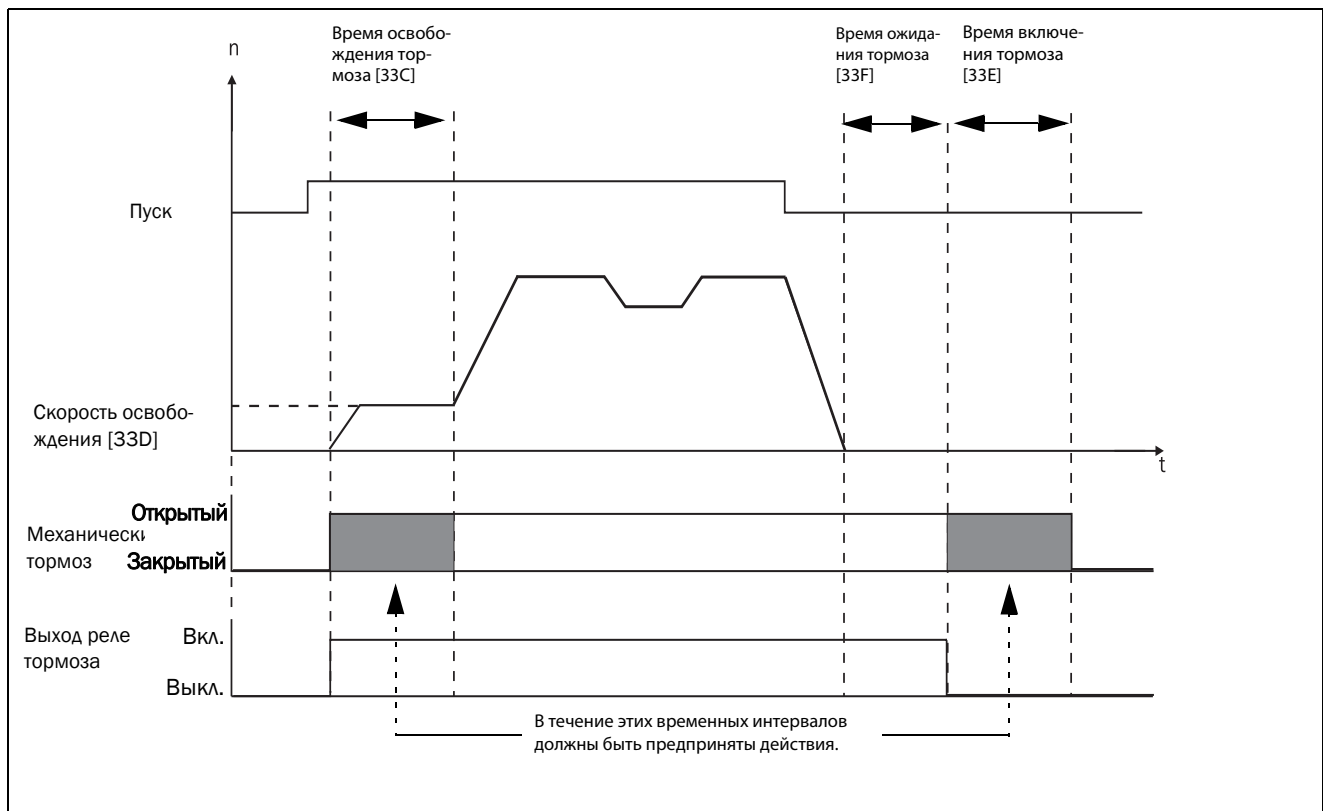 n
Время освобо-
ждения тор-
моза [33C]
Время ожида-
ния тормоза
[33F]
Время включе-
ния тормоза
[33E]
Пуск
Скорость освобо-
ждения [33D]
t
Открытый
Механически
тормоз
Закрытый
Выход реле
тормоза
Вкл.
Выкл.
В течение этих временных интервалов
должны быть предприняты действия.